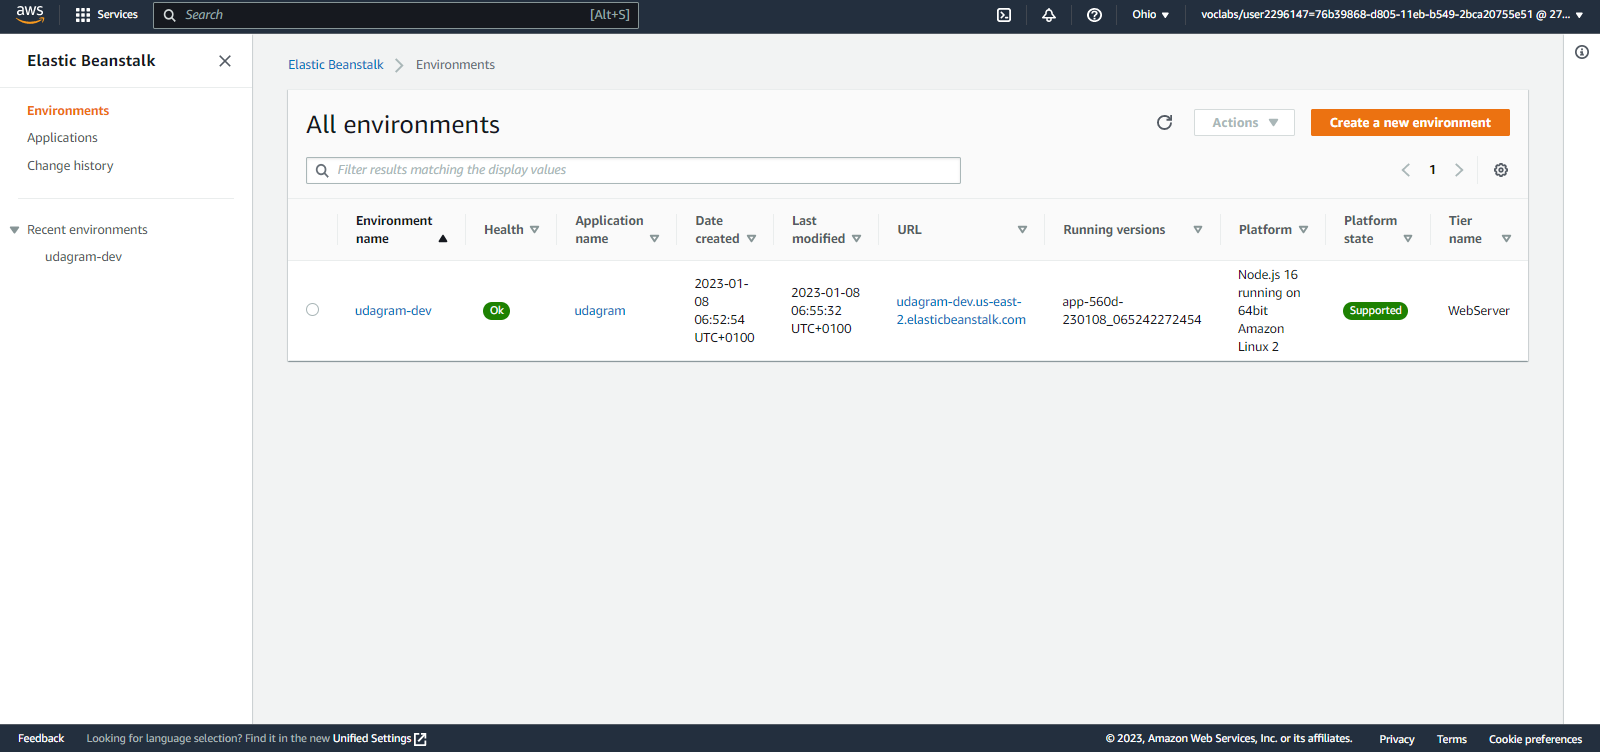 aws
Services
Search [Alt+S]
Ohio
voclabs/user2296147=76b39868-d805-11eb-b549-2bca20755e51 @ 27...
Elastic Beanstalk
Environments
Applications
Change history
Recent environments
udagram-dev
Elastic Beanstalk
Environments
All environments
Actions
Create a new environment
Filter results matching the display values
1
Environment
name
Health
Application
name
Date
created
Last
modified
URL
Running versions
Platform
Platform
state
Tier
name
udagram-dev
Ok
udagram
2023-01-
08
06:52:54
UTC+0100
2023-01-08
06:55:32
UTC+0100
udagram-dev.us-east-
2.elasticbeanstalk.com
app-560d-
230108_065242272454
Node.js 16
running on
64bit
Amazon
Linux 2
Supported
WebServer
Feedback
Looking for language selection? Find it in the new Unified Settings
© 2023, Amazon Web Services, Inc. or its affiliates.
Privacy
Terms
Cookie preferences